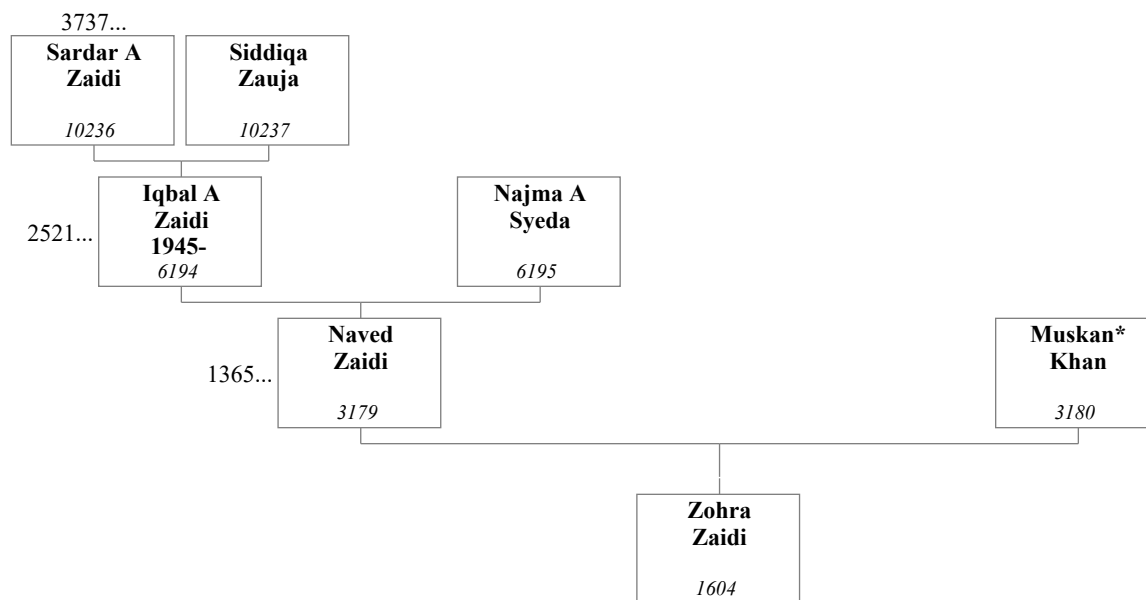 3737...
Sardar A
Zaidi
10236
Siddiqa
Zauja
10237
2521...
Iqbal A
Zaidi
1945-
6194
Najma A
Syeda
6195
1365...
Naved
Zaidi
3179
Muskan*
Khan
3180
Zohra
Zaidi
1604